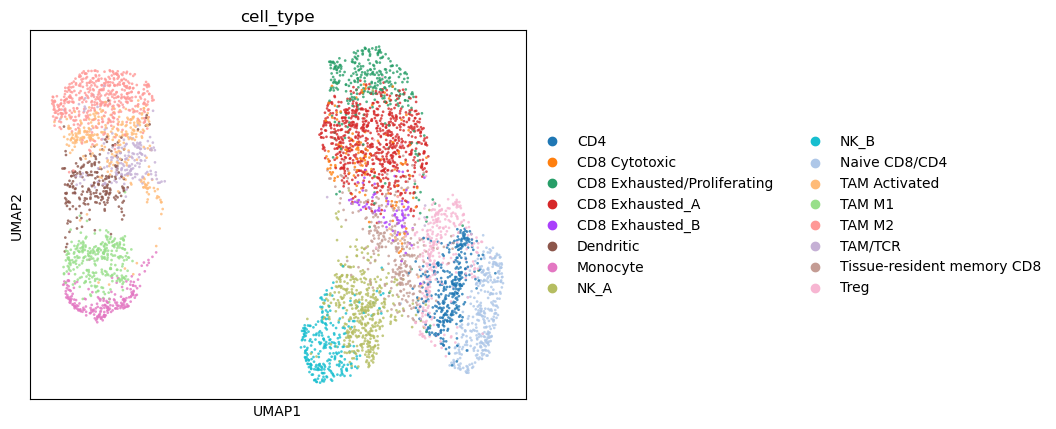 cell_type
UMAP2
UMAP1
CD4
CD8 Cytotoxic
CD8 Exhausted/Proliferating
CD8 Exhausted_A
CD8 Exhausted_B
Dendritic
Monocyte
NK_A
NK_B
Naive CD8/CD4
TAM Activated
TAM M1
TAM M2
TAM/TCR
Tissue-resident memory CD8
Treg